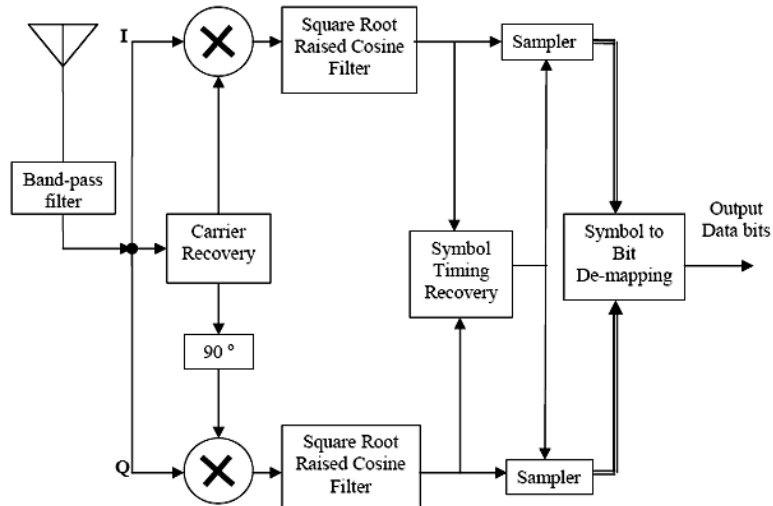 I
Square Root
Raised Cosine
Filter
Sampler
Band-pass
filter
Carrier
Recovery
Symbol
Timing
Recovery
Symbol to
Bit
De-mapping
Output
Data bits
90 °
Q
Square Root
Raised Cosine
Filter
Sampler